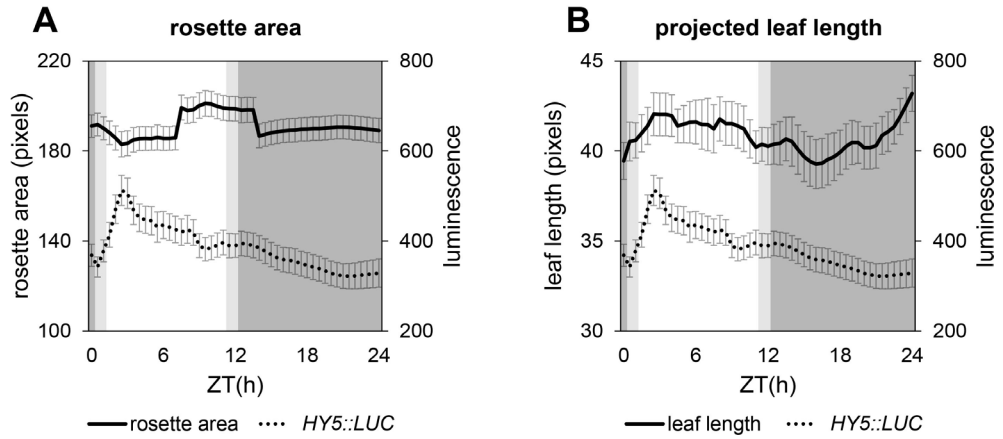 A
rosette area
220
180
140
100
rosette area (pixels)
800
600
400
200
luminescence
0 6 12 18 24
ZT(h)
rosette area HY5::LUC
B
projected leaf length
45
40
35
30
leaf length (pixels)
800
600
400
200
luminescence
0 6 12 18 24
ZT(h)
leaf length HY5::LUC